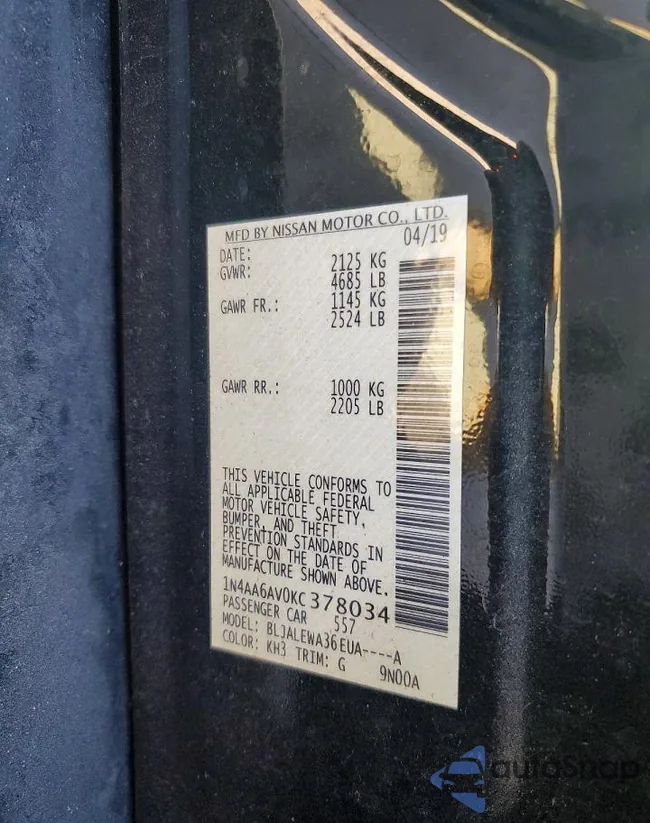 MFD BY NISSAN MOTOR CO., LTD.
DATE: 04/19
GVWR: 2125 KG
4685 LB
GAWR FR.: 1145 KG
2524 LB
GAWR RR.: 1000 KG
2205 LB
THIS VEHICLE CONFORMS TO
ALL APPLICABLE FEDERAL
MOTOR VEHICLE SAFETY,
BUMPER, AND THEFT
PREVENTION STANDARDS IN
EFFECT ON THE DATE OF
MANUFACTURE SHOWN ABOVE.
1N4AA6AV0KC378034
PASSENGER CAR 557
MODEL: BLJALEWA36EUA----A
COLOR: KH3 TRIM: G 9N00A
autoSnap